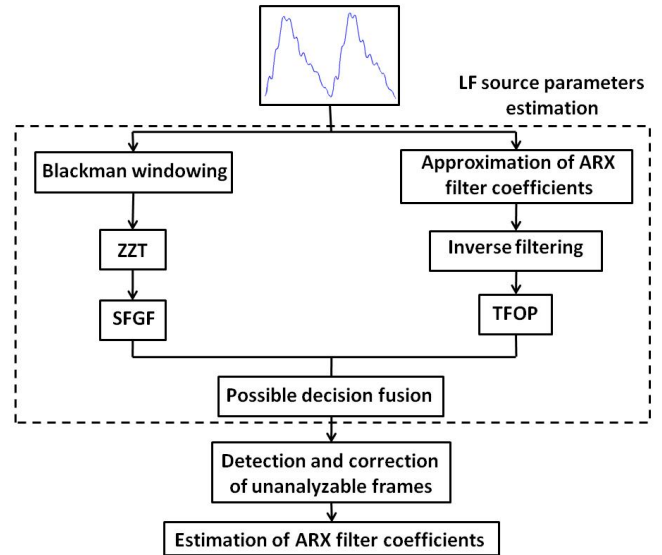 LF source parameters
estimation
Blackman windowing
Approximation of ARX
filter coefficients
ZZT
Inverse filtering
SFGF
TFOP
Possible decision fusion
Detection and correction
of unanalyzable frames
Estimation of ARX filter coefficients